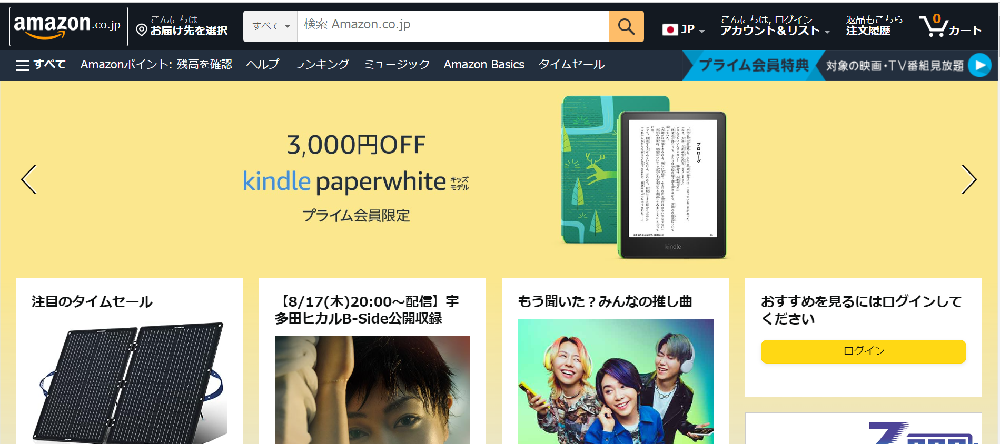 amazon.co.jp
こんにちは
お届け先を選択
すべて
検索 Amazon.co.jp
JP
こんにちは, ログイン
アカウント&リスト
返品もこちら
注文履歴
0
カート
すべて
Amazonポイント: 残高を確認
ヘルプ
ランキング
ミュージック
Amazon Basics
タイムセール
プライム会員特典
対象の映画・TV番組見放題
3,000円OFF
kindle paperwhite キッズ
モデル
プライム会員限定
プロローグ
kindle
注目のタイムセール
【8/17(木)20:00～配信】宇
多田ヒカルB-Side公開収録
もう聞いた？みんなの推し曲
おすすめを見るにはログインして
ください
ログイン